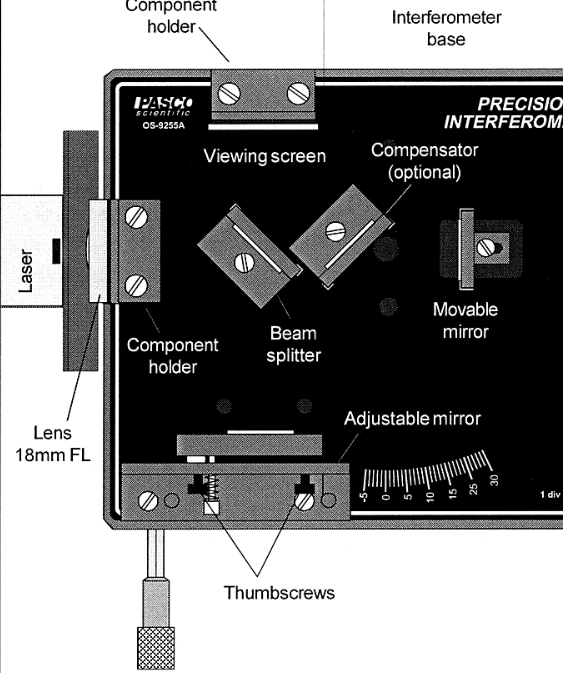 Component
holder
Interferometer
base
PASCO
scientific
OS-9255A
PRECISIO
INTERFEROM
Viewing screen
Compensator
(optional)
Laser
Movable
mirror
Beam
splitter
Component
holder
Lens
18mm FL
Adjustable mirror
-5 0 5 10 15 20 25 30
1 div
Thumbscrews